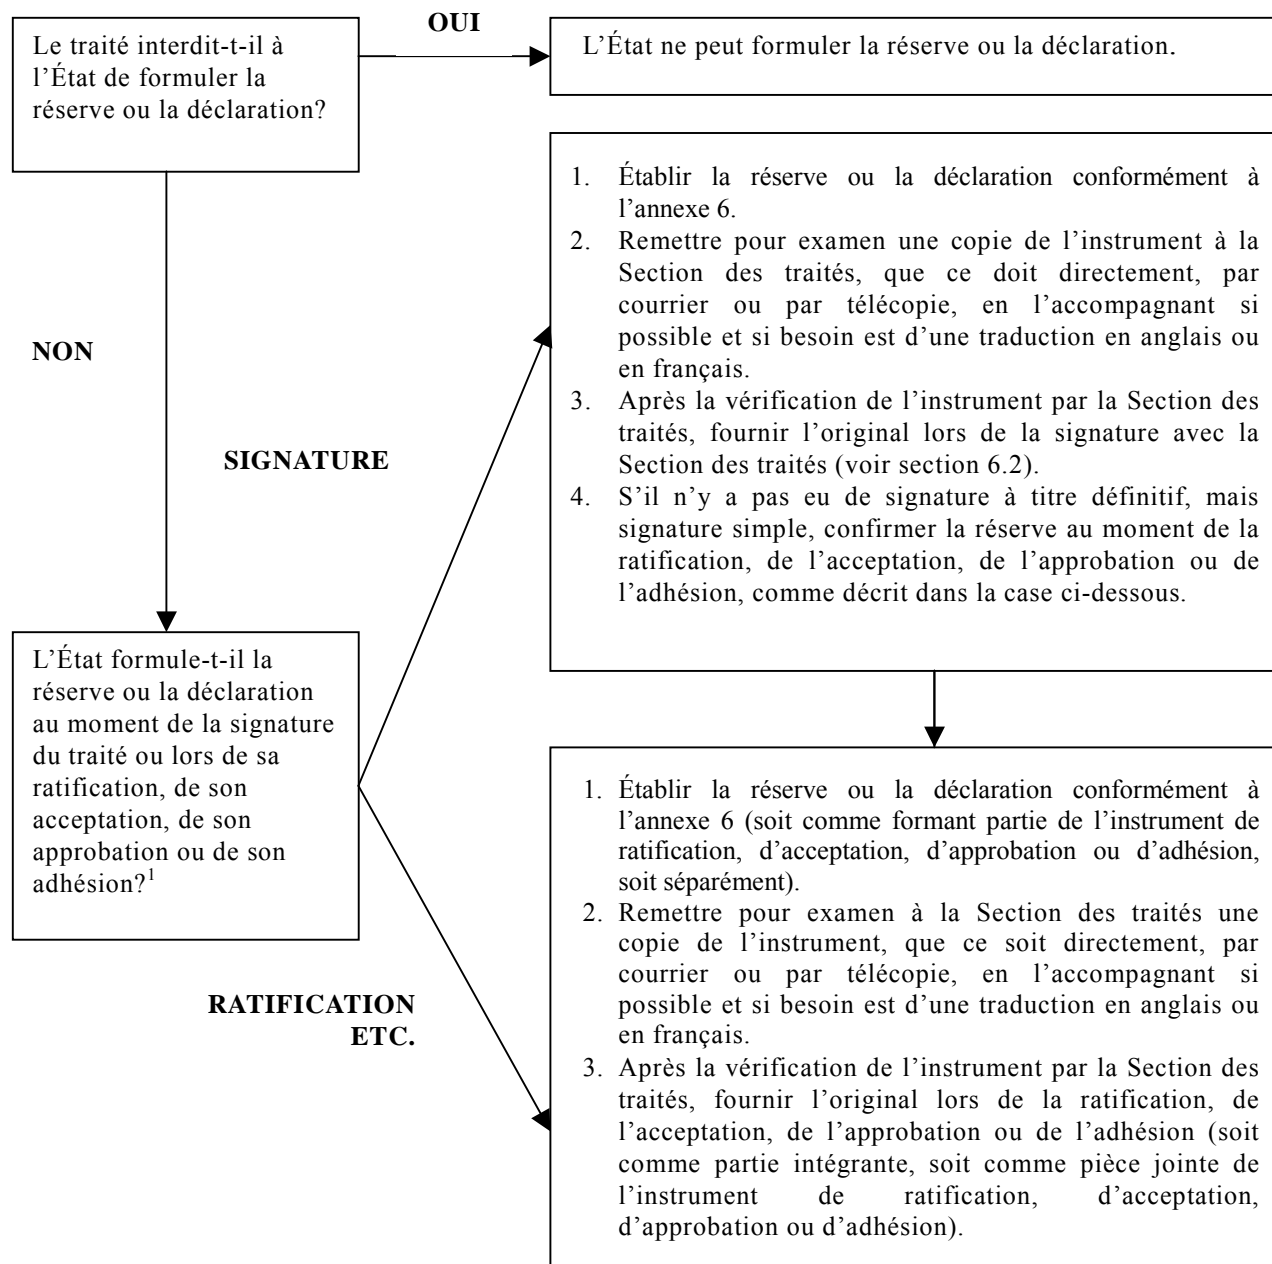 OUI
Le traité interdit-t-il à
l’État de formuler la
réserve ou la déclaration?
L’État ne peut formuler la réserve ou la déclaration.
1. Établir la réserve ou la déclaration conformément à
l’annexe 6.
2. Remettre pour examen une copie de l’instrument à la
Section des traités, que ce doit directement, par
courrier ou par télécopie, en l’accompagnant si
possible et si besoin est d’une traduction en anglais ou
en français.
3. Après la vérification de l’instrument par la Section des
traités, fournir l’original lors de la signature avec la
Section des traités (voir section 6.2).
4. S’il n’y a pas eu de signature à titre définitif, mais
signature simple, confirmer la réserve au moment de la
ratification, de l’acceptation, de l’approbation ou de
l’adhésion, comme décrit dans la case ci-dessous.
NON
SIGNATURE
L’État formule-t-il la
réserve ou la déclaration
au moment de la signature
du traité ou lors de sa
ratification, de son
acceptation, de son
approbation ou de son
adhésion?1
RATIFICATION
ETC.
1. Établir la réserve ou la déclaration conformément à
l’annexe 6 (soit comme formant partie de l’instrument de
ratification, d’acceptation, d’approbation ou d’adhésion,
soit séparément).
2. Remettre pour examen à la Section des traités une
copie de l’instrument, que ce soit directement, par
courrier ou par télécopie, en l’accompagnant si
possible et si besoin est d’une traduction en anglais ou
en français.
3. Après la vérification de l’instrument par la Section des
traités, fournir l’original lors de la ratification, de
l’acceptation, de l’approbation ou de l’adhésion (soit
comme partie intégrante, soit comme pièce jointe de
l’instrument de ratification, d’acceptation,
d’approbation ou d’adhésion).